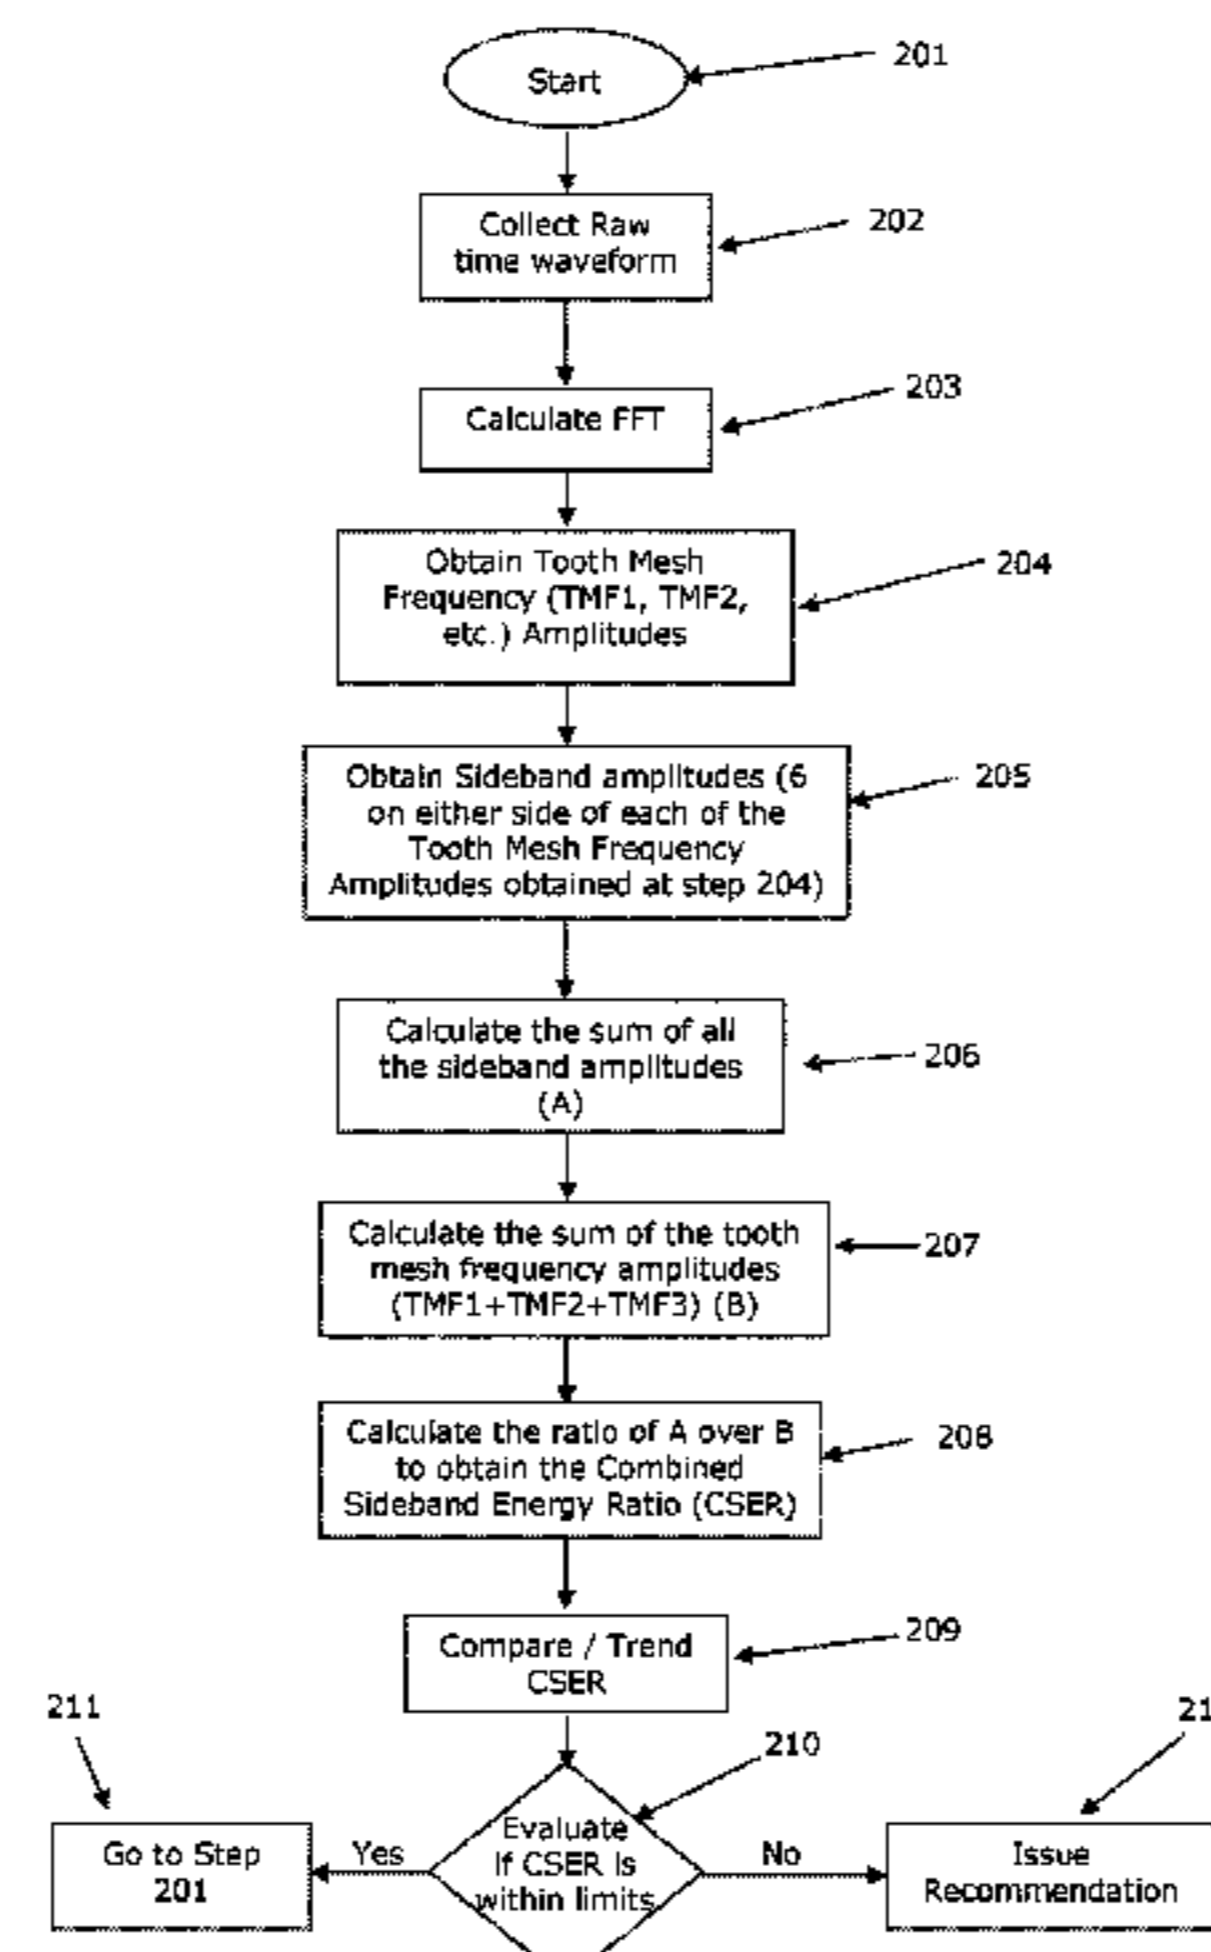 Start
201
Collect Raw
time waveform
202
Calculate FFT
203
Obtain Tooth Mesh
Frequency (TMF1, TMF2,
etc.) Amplitudes
204
Obtain Sideband amplitudes (6
on either side of each of the
Tooth Mesh Frequency
Amplitudes obtained at step 204)
205
Calculate the sum of all
the sideband amplitudes
(A)
206
Calculate the sum of the tooth
mesh frequency amplitudes
(TMF1+TMF2+TMF3) (B)
207
Calculate the ratio of A over B
to obtain the Combined
Sideband Energy Ratio (CSER)
208
Compare / Trend
CSER
209
211
210
Evaluate
if CSER is
within limits
Yes
No
Go to Step
201
Issue
Recommendation